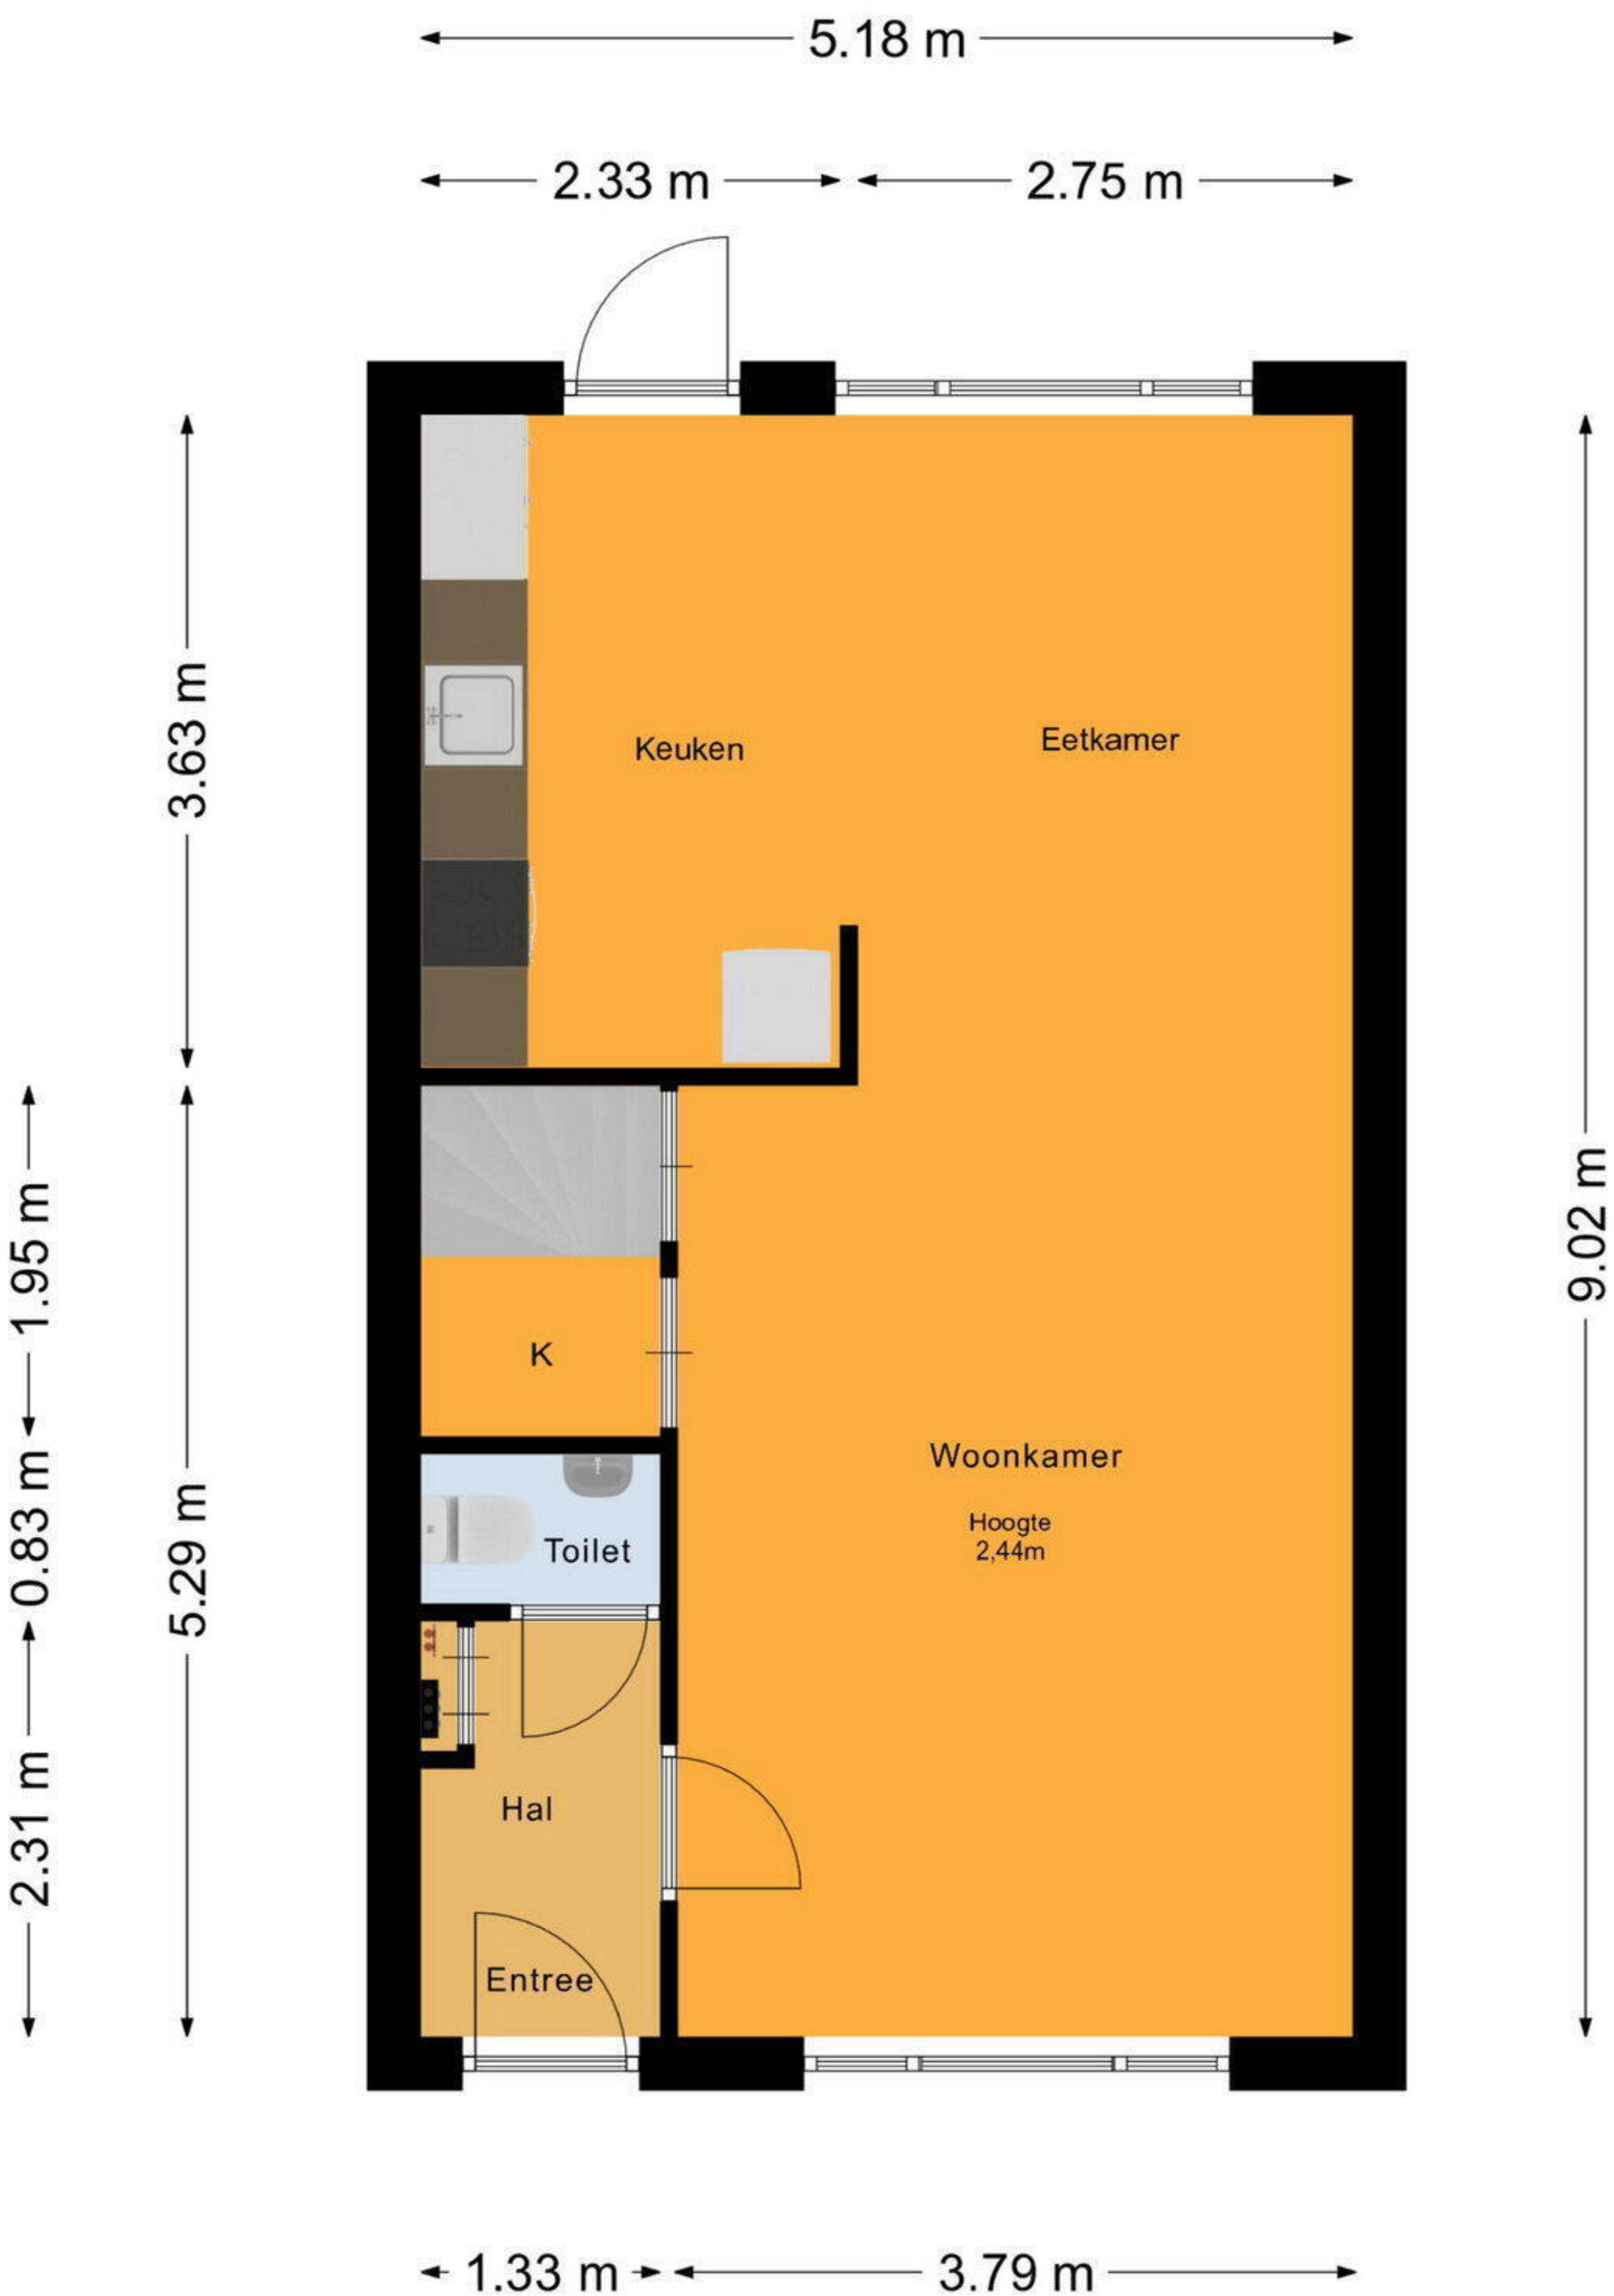 5.18 m
2.33 m
2.75 m
3.63 m
Keuken
Eetkamer
9.02 m
1.95 m
K
Woonkamer
Hoogte
2,44m
0.83 m
5.29 m
Toilet
2.31 m
Hal
Entree
1.33 m
3.79 m